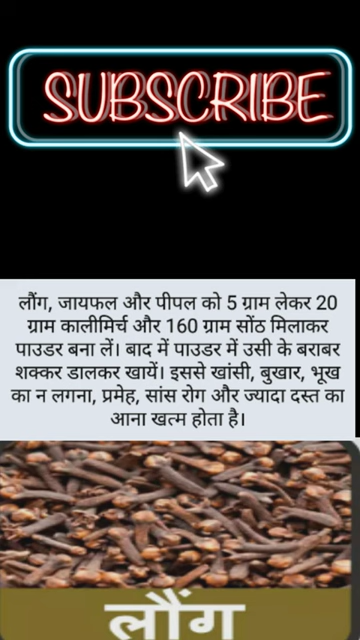 SUBSCRIBE
लौंग, जायफल और पीपल को 5 ग्राम लेकर 20
ग्राम कालीमिर्च और 160 ग्राम सोंठ मिलाकर
पाउडर बना लें। बाद में पाउडर में उसी के बराबर
शक्कर डालकर खायें। इससे खांसी, बुखार, भूख
का न लगना, प्रमेह, सांस रोग और ज्यादा दस्त का
आना खत्म होता है।
लौंग